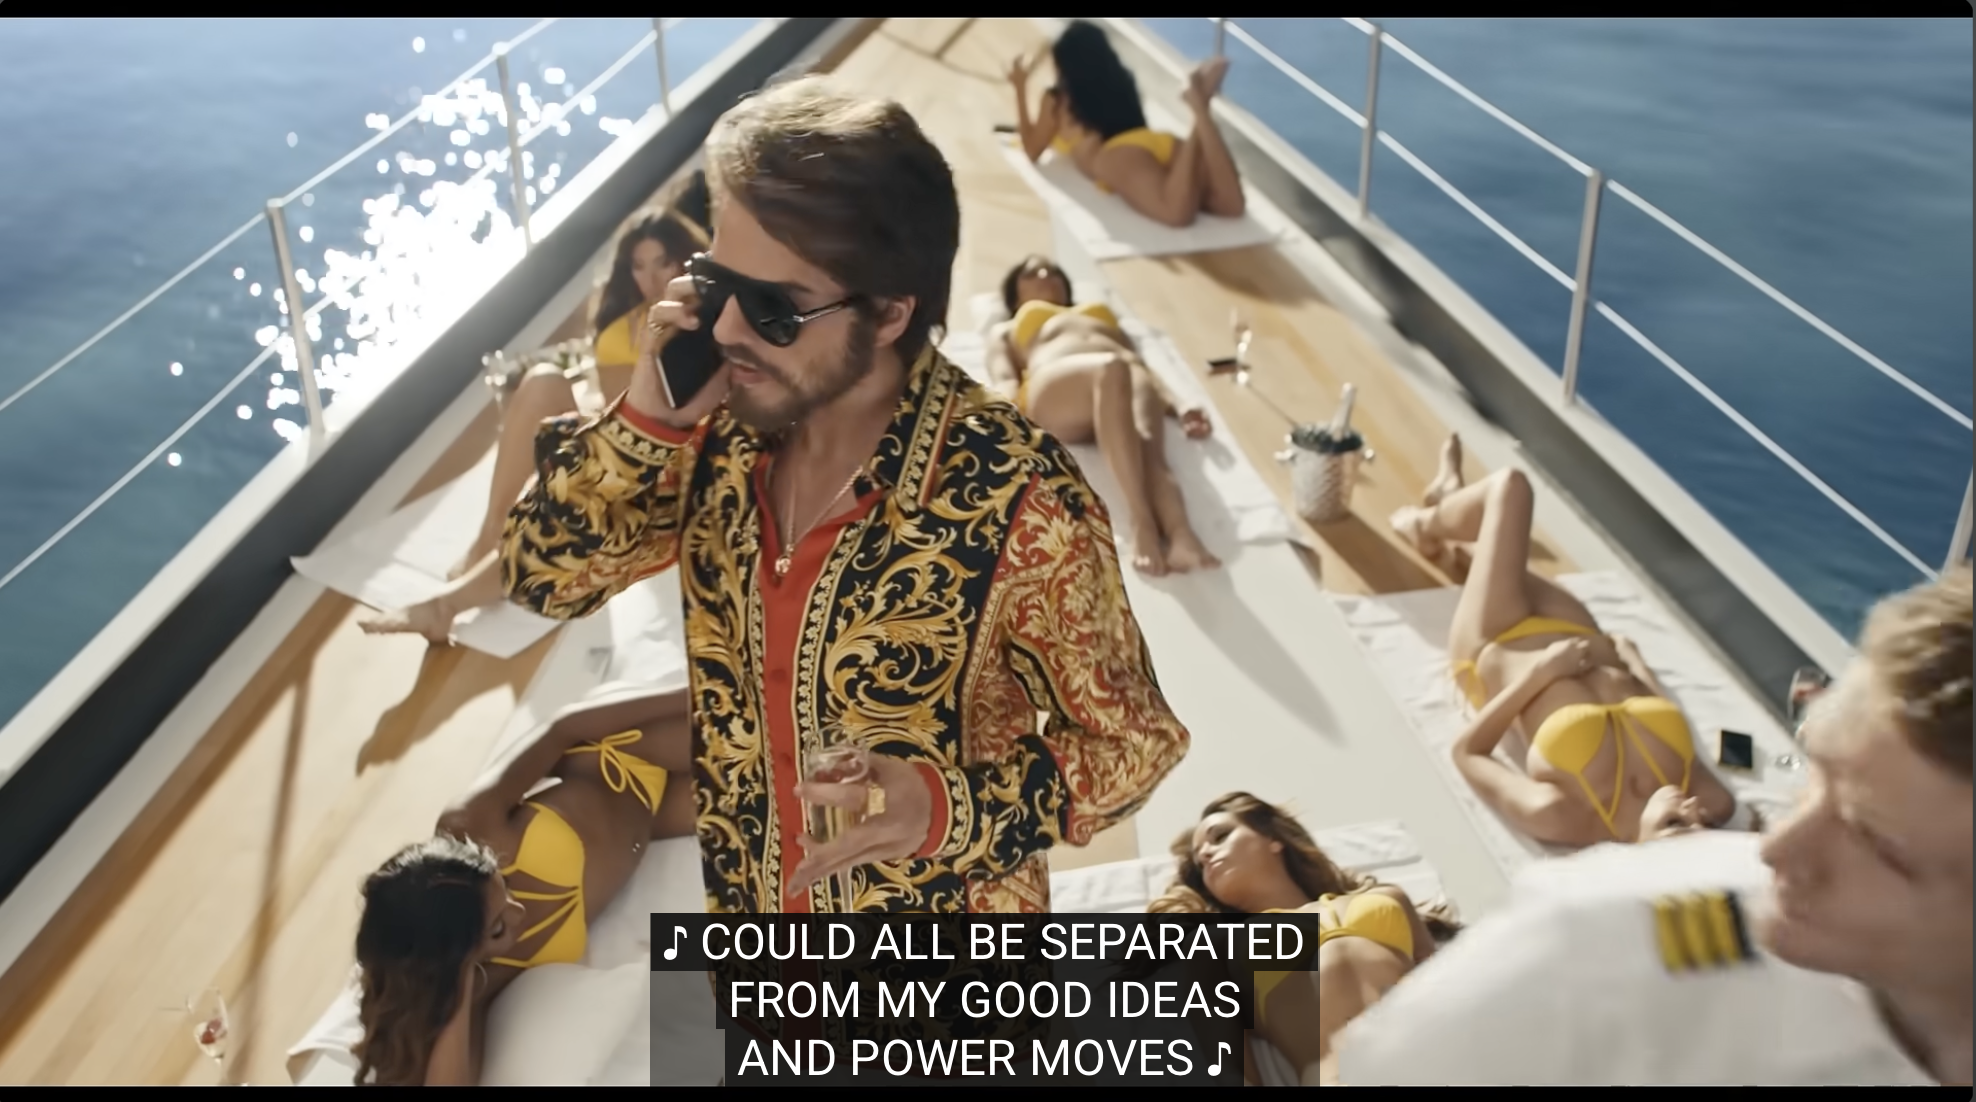 ♪ COULD ALL BE SEPARATED
FROM MY GOOD IDEAS
AND POWER MOVES ♪